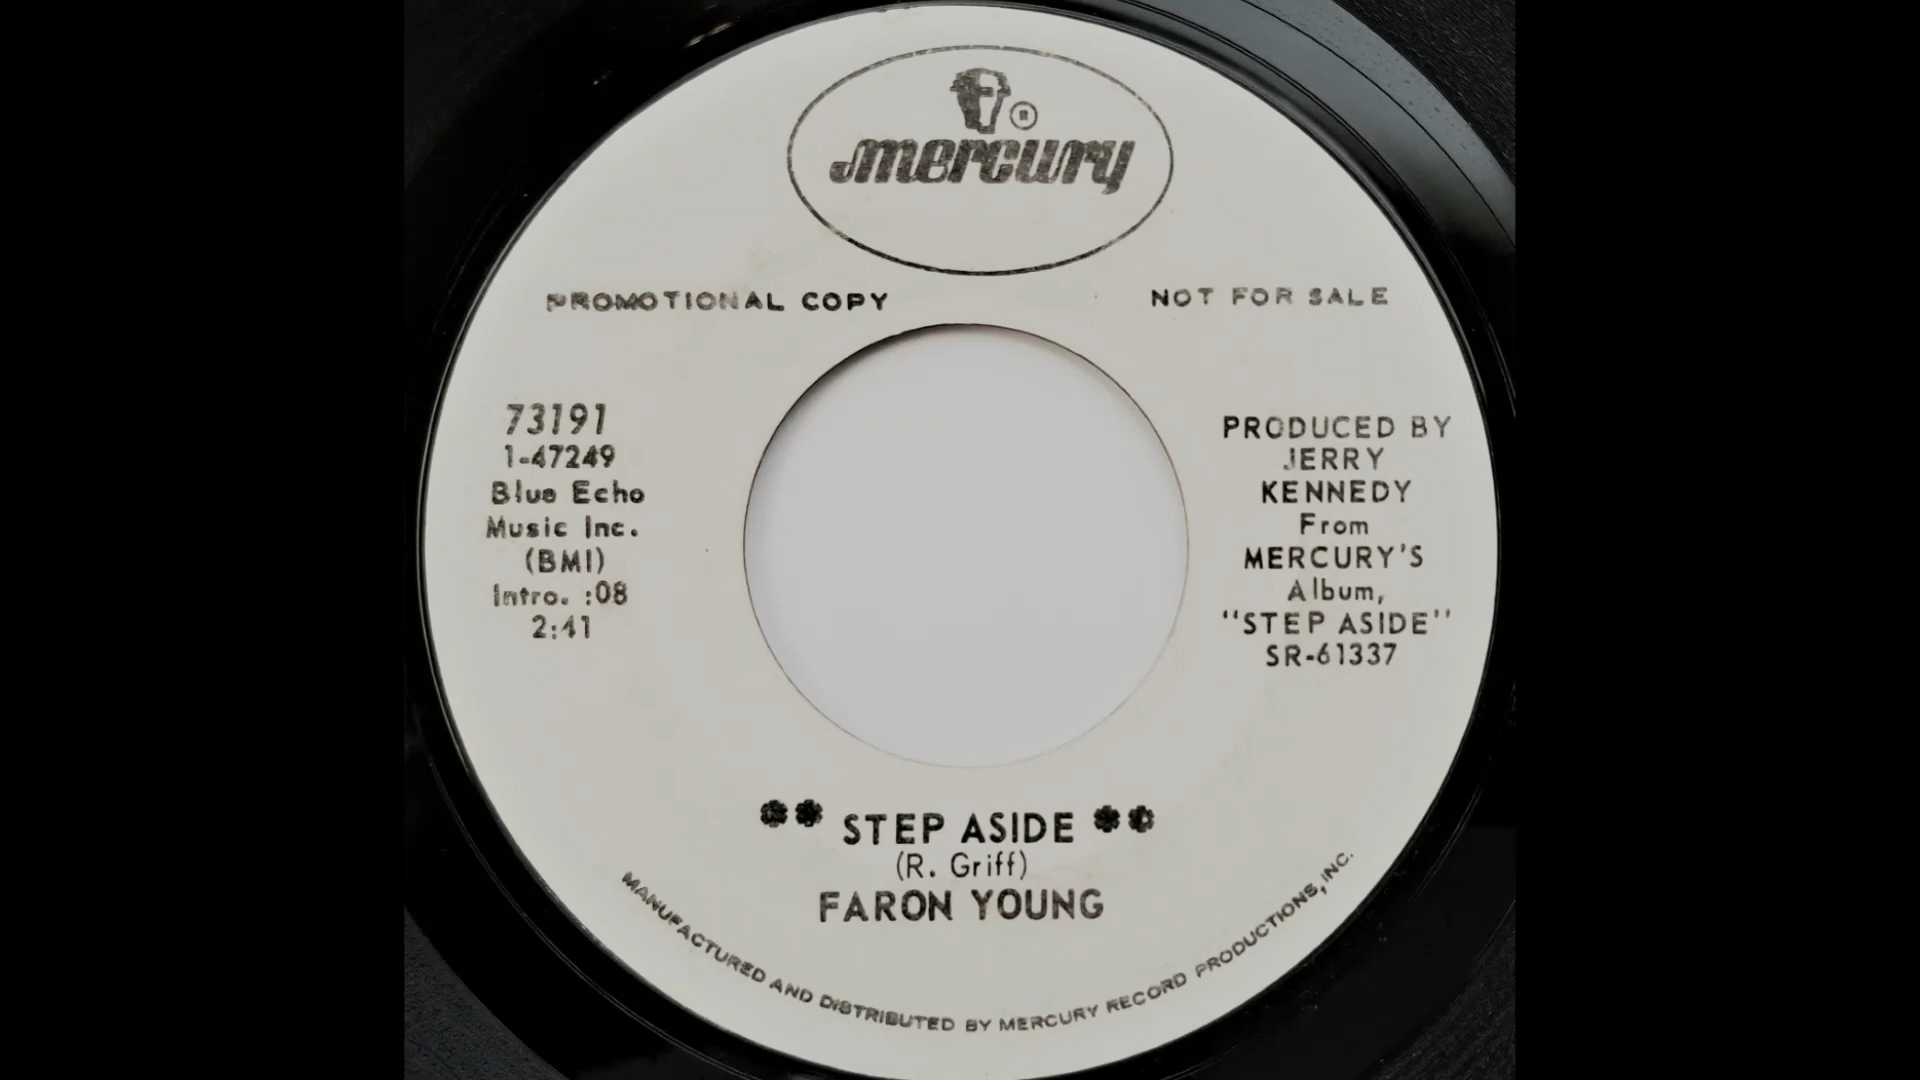 ®
mercury
PROMOTIONAL COPY
NOT FOR SALE
73191
1-47249
Blue Echo
Music Inc.
(BMI)
Intro. :08
2:41
PRODUCED BY
JERRY
KENNEDY
From
MERCURY'S
Album,
"STEP ASIDE"
SR-61337
** STEP ASIDE **
(R. Griff)
FARON YOUNG
MANUFACTURED AND DISTRIBUTED BY MERCURY RECORD PRODUCTIONS, INC.